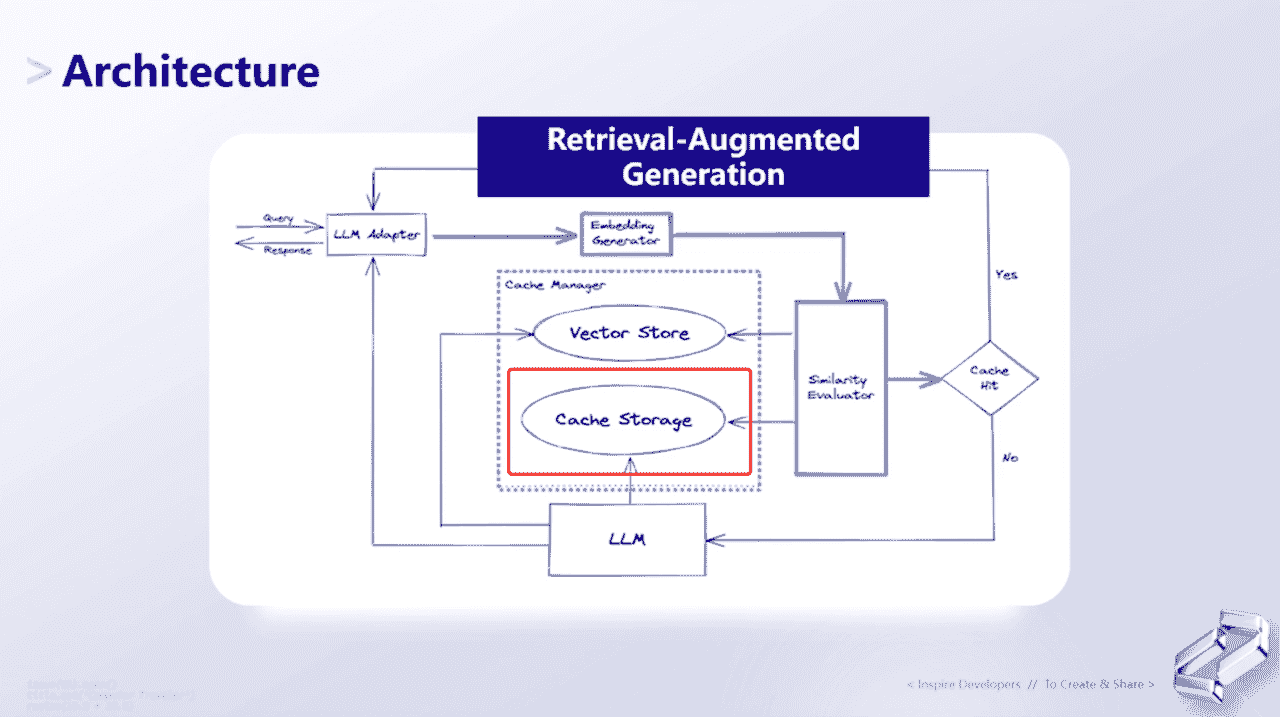 > Architecture
Retrieval-Augmented
Generation
Query
LLM Adapter
Response
Embedding
Generator
Cache Manager
Vector Store
Cache Storage
Similarity
Evaluator
Yes
Cache
Hit
No
LLM
< Inspire Developers // To Create & Share >